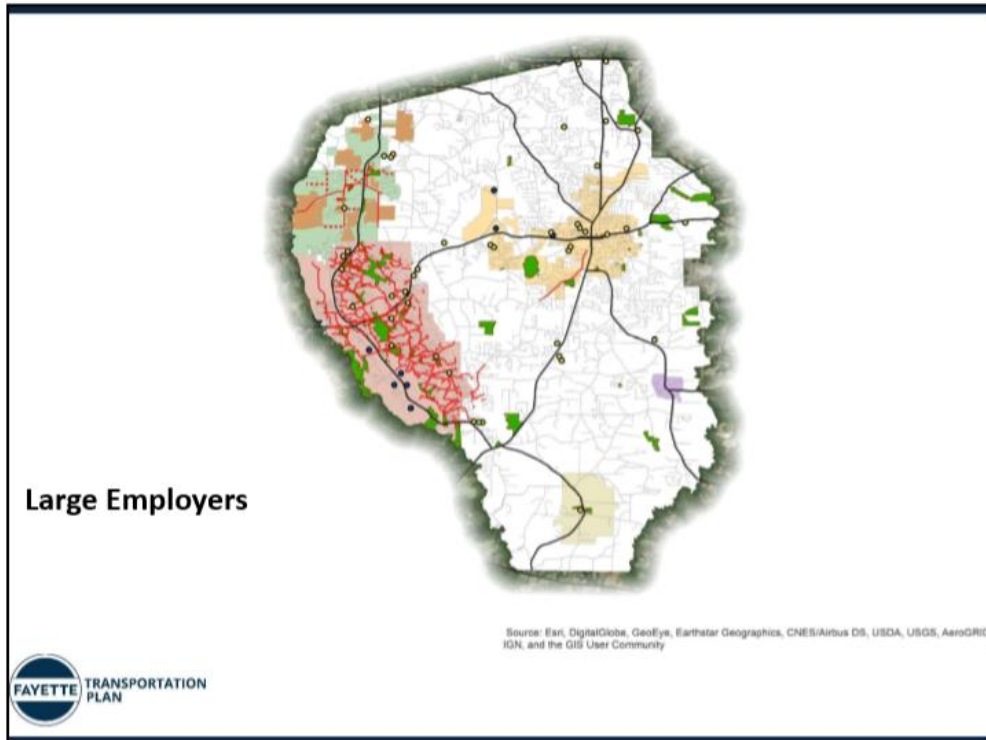 Large Employers
Source: Esri, DigitalGlobe, GeoEye, Earthstar Geographics, CNES/Airbus DS, USDA, USGS, AeroGRID
IGN, and the GIS User Community
FAYETTE
TRANSPORTATION
PLAN